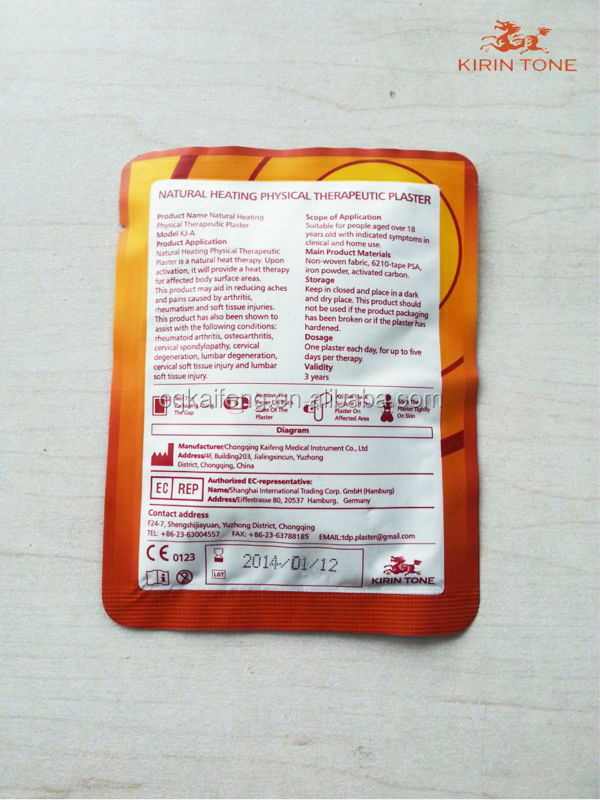 KIRIN TONE
NATURAL HEATING PHYSICAL THERAPEUTIC PLASTER
Product Name Natural Heating
Physical Therapeutic Plaster
Model KJ-A
Product Application
Natural Heating Physical Therapeutic
Plaster is a natural heat therapy. Upon
activation, it will provide a heat therapy
for affected body surface areas.
This product may aid in reducing aches
and pains caused by arthritis,
rheumatism and soft tissue injuries.
This product has also been shown to
assist with the following conditions:
rheumatoid arthritis, osteoarthritis,
cervical spondylopathy, cervical
degeneration, lumbar degeneration,
cervical soft tissue injury and lumbar
soft tissue injury.
Scope of Application
Suitable for people aged over 18
years old with indicated symptoms in
clinical and home use.
Main Product Materials
Non-woven fabric, 6210-tape PSA,
iron powder, activated carbon.
Storage
Keep in closed and place in a dark
and dry place. This product should
not be used if the product packaging
has been broken or if the plaster has
hardened.
Dosage
One plaster each day, for up to five
days per therapy.
Validity
3 years
The Gap
Paper On Back
Sides Of The
Plaster
Plaster On
Affected Area
Stick The
Plaster Tightly
On Skin
Diagram
Manufacturer/Chongqing Kaifeng Medical Instrument Co., Ltd
Address/4F, Building203, Jialingxincun, Yuzhong
District, Chongqing, China
EC REP
Authorized EC-representative:
Name/Shanghai International Trading Corp. GmbH (Hamburg)
Address/Eiffestrasse 80, 20537 Hamburg, Germany
Contact address
F24-7, Shengshijiayuan, Yuzhong District, Chongqing
TEL: +86-23-63004557 FAX: +86-23-63788185 EMAIL:tdp.plaster@gmail.com
CE 0123
LOT
2014/01/12
KIRIN TONE